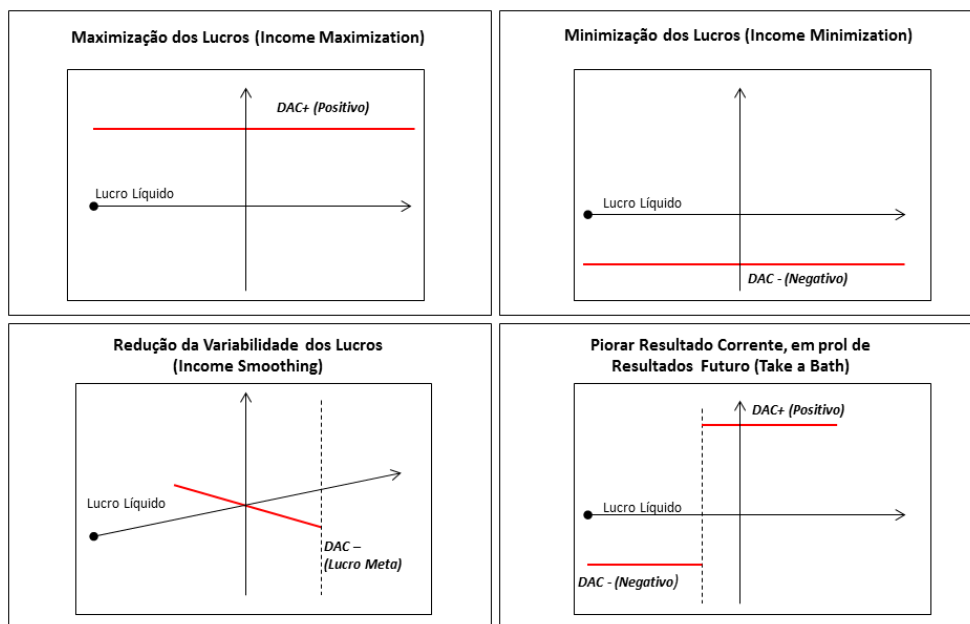 Maximização dos Lucros (Income Maximization)
DAC+ (Positivo)
Lucro Líquido
Minimização dos Lucros (Income Minimization)
Lucro Líquido
DAC - (Negativo)
Redução da Variabilidade dos Lucros
(Income Smoothing)
Lucro Líquido
DAC –
(Lucro Meta)
Piorar Resultado Corrente, em prol de
Resultados Futuro (Take a Bath)
DAC+ (Positivo)
Lucro Líquido
DAC - (Negativo)